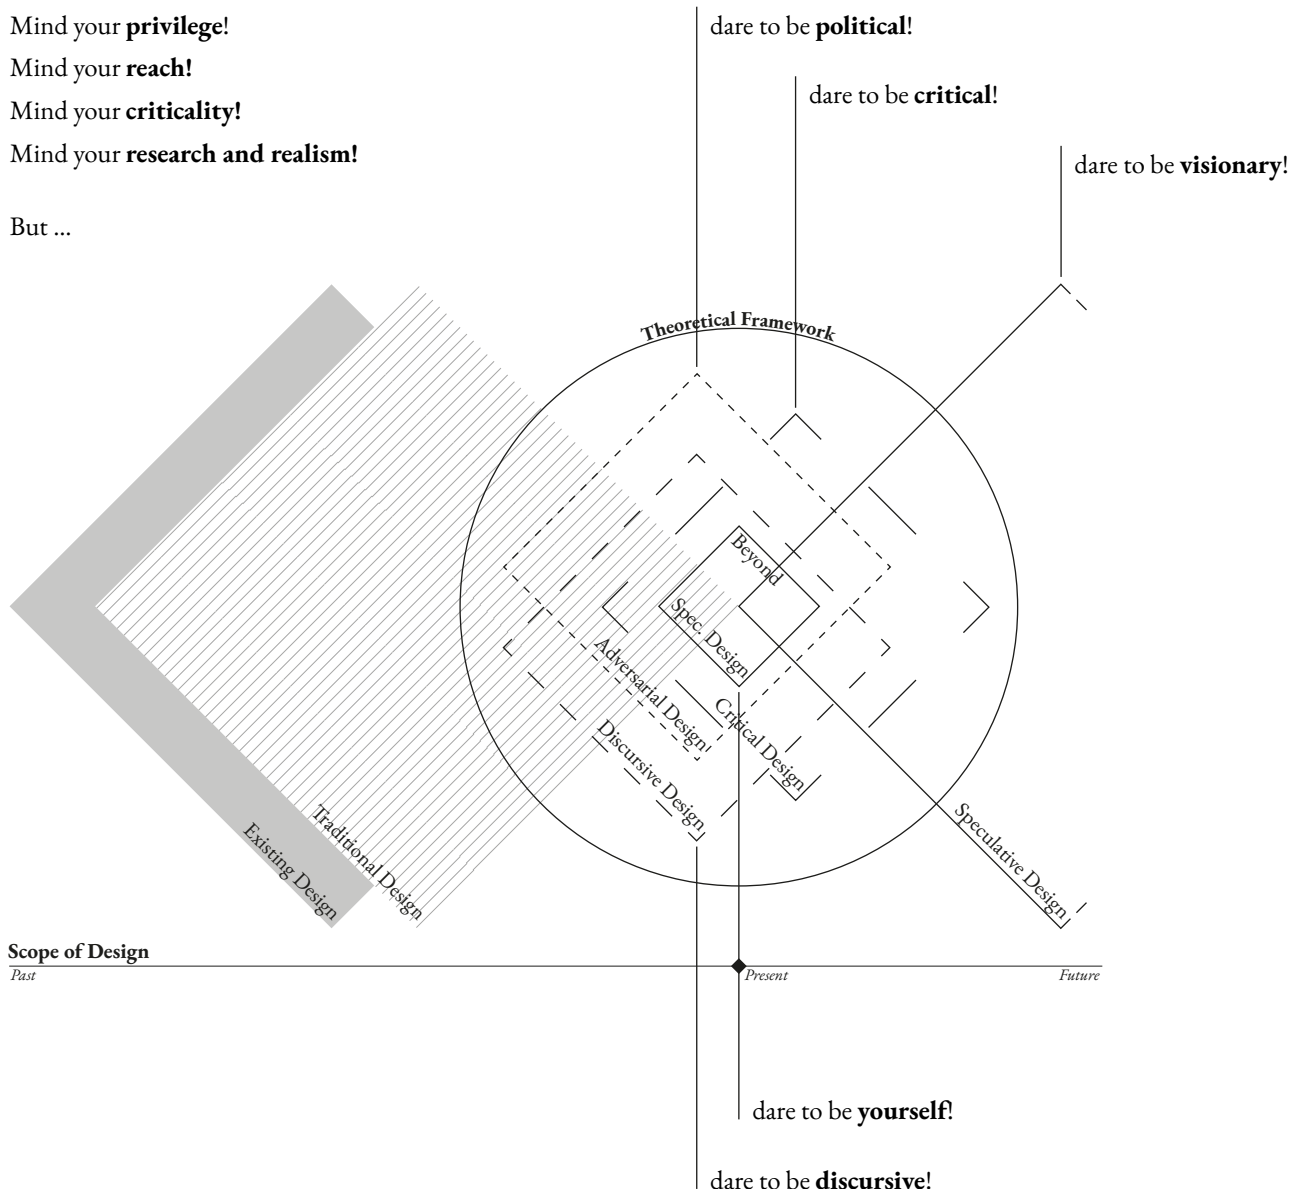 Mind your privilege!
Mind your reach!
Mind your criticality!
Mind your research and realism!
But ...
dare to be political!
dare to be critical!
dare to be visionary!
Theoretical Framework
Beyond
Spec. Design
Adversarial Design
Critical Design
Discursive Design
Speculative Design
Traditional Design
Existing Design
Scope of Design
Past
Present
Future
dare to be yourself!
dare to be discursive!